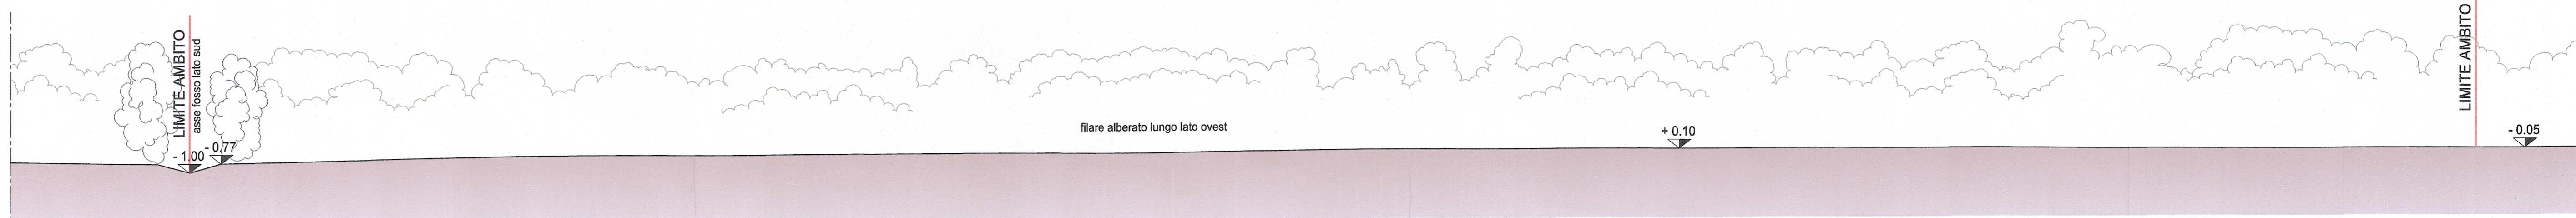 LIMITE AMBITO
asse fosso lato sud
- 1.00
- 0.77
filare alberato lungo lato ovest
+ 0.10
LIMITE AMBITO
- 0.05